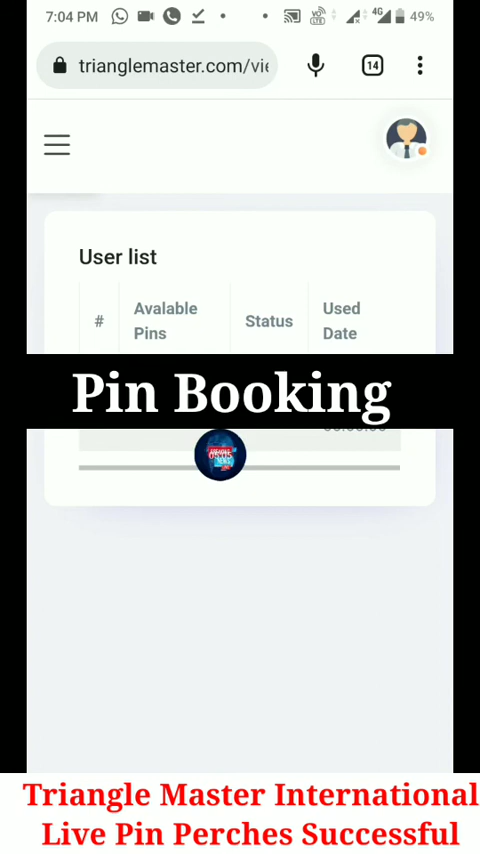 7:04 PM
4G
49%
trianglemaster.com/vie
14
User list
# Avalable Pins Status Used Date
Pin Booking
Triangle Master International
Live Pin Perches Successful